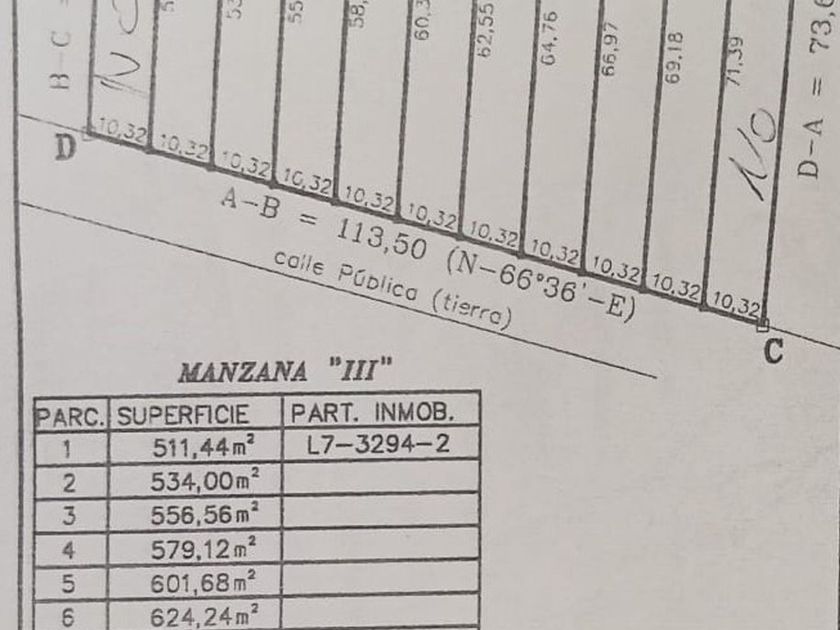 B-C =
No
5
53
55
58,
60,3
62,55
64,76
66,97
69,18
71,39
No
D-A = 73,6
D
10,32 10,32 10,32 10,32 10,32 10,32 10,32 10,32 10,32 10,32 10,32
C
A-B = 113,50 (N-66°36'-E)
calle Pública (tierra)
MANZANA "III"
PARC. SUPERFICIE PART. INMOB.
1 511,44m² L7-3294-2
2 534,00m²
3 556,56m²
4 579,12m²
5 601,68m²
6 624,24m²